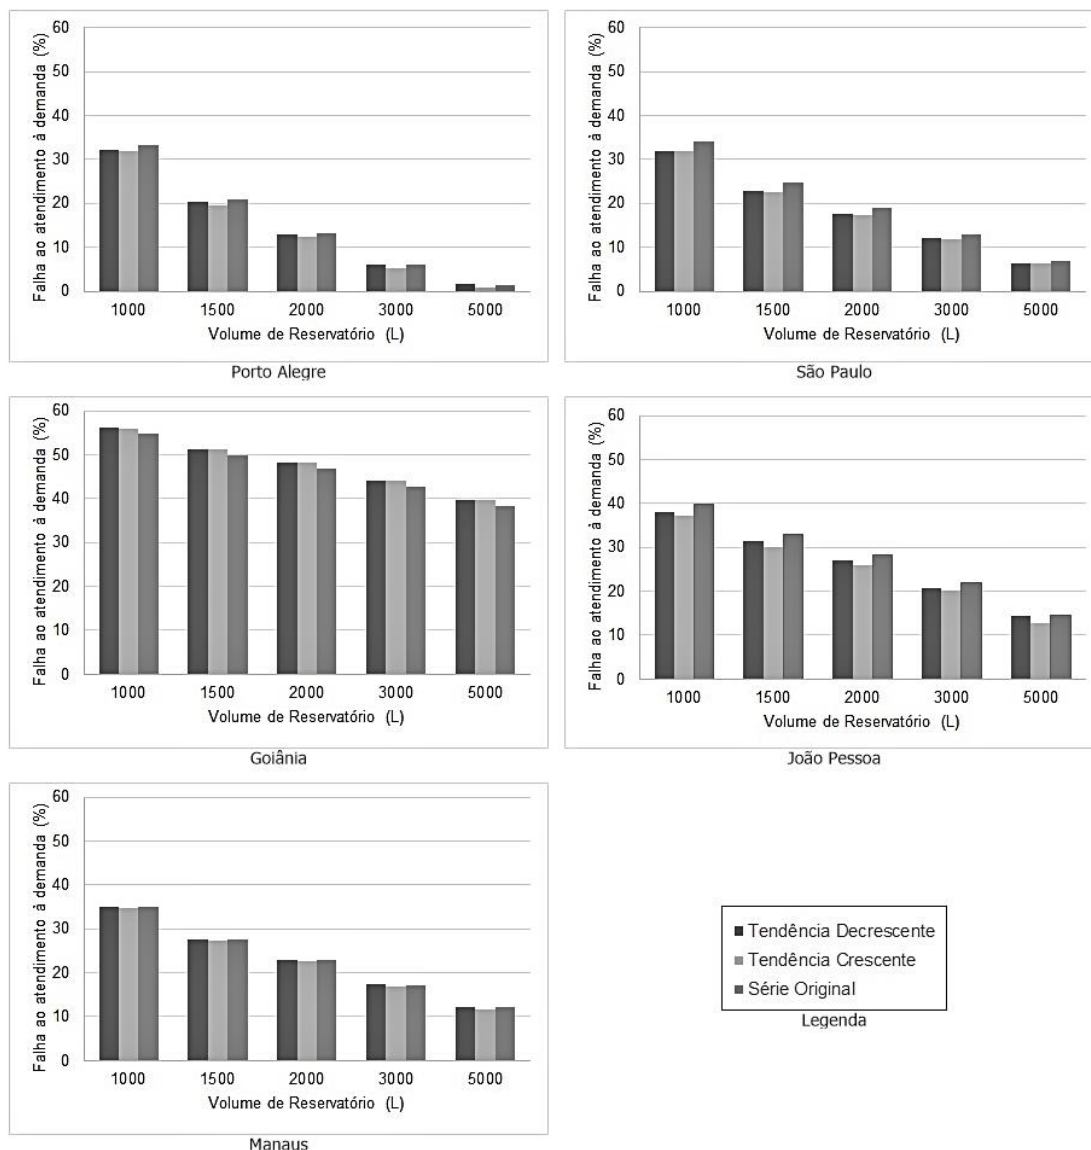 Falha ao atendimento à demanda (%)
60
50
40
30
20
10
0
1000 1500 2000 3000 5000
Volume de Reservatório (L)
Porto Alegre
Falha ao atendimento à demanda (%)
60
50
40
30
20
10
0
1000 1500 2000 3000 5000
Volume de Reservatório (L)
São Paulo
Falha ao atendimento à demanda (%)
60
50
40
30
20
10
0
1000 1500 2000 3000 5000
Volume de Reservatório (L)
Goiânia
Falha ao atendimento à demanda (%)
60
50
40
30
20
10
0
1000 1500 2000 3000 5000
Volume de Reservatório (L)
João Pessoa
Falha ao atendimento à demanda (%)
60
50
40
30
20
10
0
1000 1500 2000 3000 5000
Volume de Reservatório (L)
Manaus
Tendência Decrescente
Tendência Crescente
Série Original
Legenda